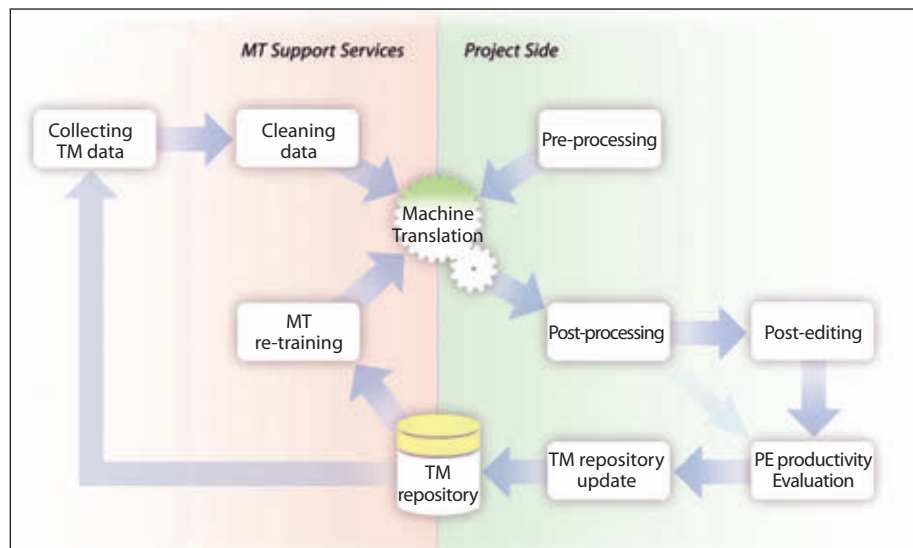 MT Support Services
Project Side
Collecting
TM data
Cleaning
data
Pre-processing
Machine
Translation
MT
re-training
Post-processing
Post-editing
TM
repository
TM repository
update
PE productivity
Evaluation